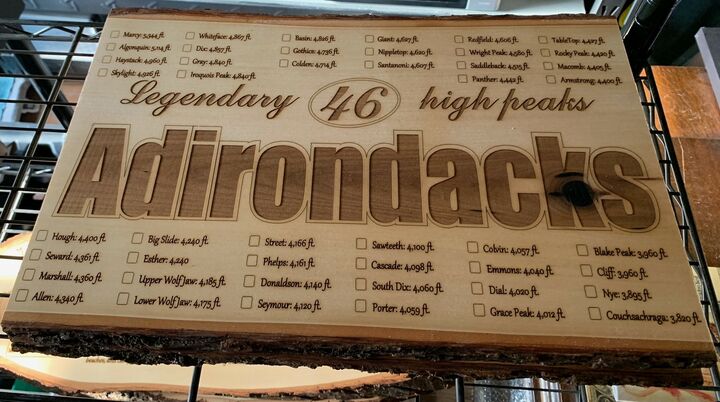 Marcy: 5,344 ft. Whiteface: 4,867 ft. Basin: 4,826 ft. Giant: 4,627 ft. Redfield: 4,606 ft. TableTop: 4,427 ft.
Algonquin: 5,114 ft. Dix: 4,857 ft. Gothics: 4,736 ft. Nippletop: 4,620 ft. Wright Peak: 4,580 ft. Rocky Peak: 4,420 ft.
Haystack: 4,960 ft. Gray: 4,840 ft. Colden: 4,714 ft. Santanoni: 4,607 ft. Saddleback: 4,515 ft. Macomb: 4,405 ft.
Skylight: 4,926 ft. Iroquois Peak: 4,840 ft. Panther: 4,442 ft. Armstrong: 4,400 ft.
Legendary 46 high peaks
Adirondacks
Hough: 4,400 ft. Big Slide: 4,240 ft. Street: 4,166 ft. Sawteeth: 4,100 ft. Colvin: 4,057 ft. Blake Peak: 3,960 ft.
Seward: 4,361 ft. Esther: 4,240 Phelps: 4,161 ft. Cascade: 4,098 ft. Emmons: 4,040 ft. Cliff: 3,960 ft.
Marshall: 4,360 ft. Upper Wolf Jaw: 4,185 ft. Donaldson: 4,140 ft. South Dix: 4,060 ft. Dial: 4,020 ft. Nye: 3,895 ft.
Allen: 4,340 ft. Lower Wolf Jaw: 4,175 ft. Seymour: 4,120 ft. Porter: 4,059 ft. Grace Peak: 4,012 ft. Couchsachraga: 3,820 ft.